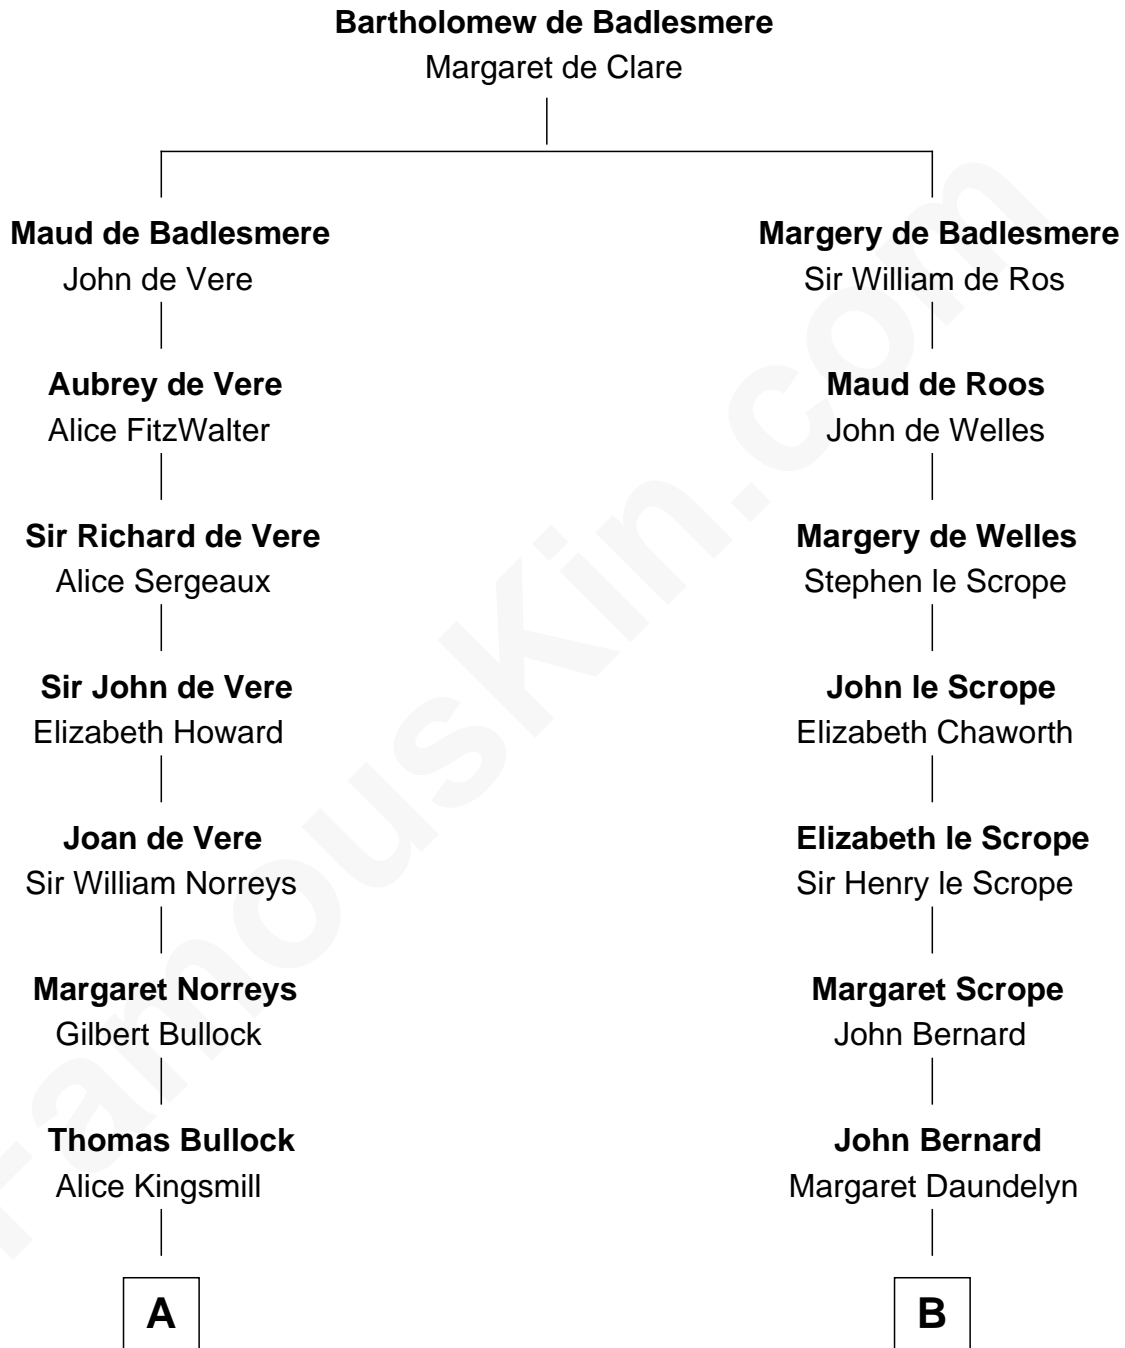 Bartholomew de Badlesmere
Margaret de Clare
Maud de Badlesmere
John de Vere
Margery de Badlesmere
Sir William de Ros
Aubrey de Vere
Alice FitzWalter
Maud de Roos
John de Welles
Sir Richard de Vere
Alice Sergeaux
Margery de Welles
Stephen le Scrope
Sir John de Vere
Elizabeth Howard
John le Scrope
Elizabeth Chaworth
Joan de Vere
Sir William Norreys
Elizabeth le Scrope
Sir Henry le Scrope
Margaret Norreys
Gilbert Bullock
Margaret Scrope
John Bernard
Thomas Bullock
Alice Kingsmill
John Bernard
Margaret Daundelyn
A
B
FamousKin.com